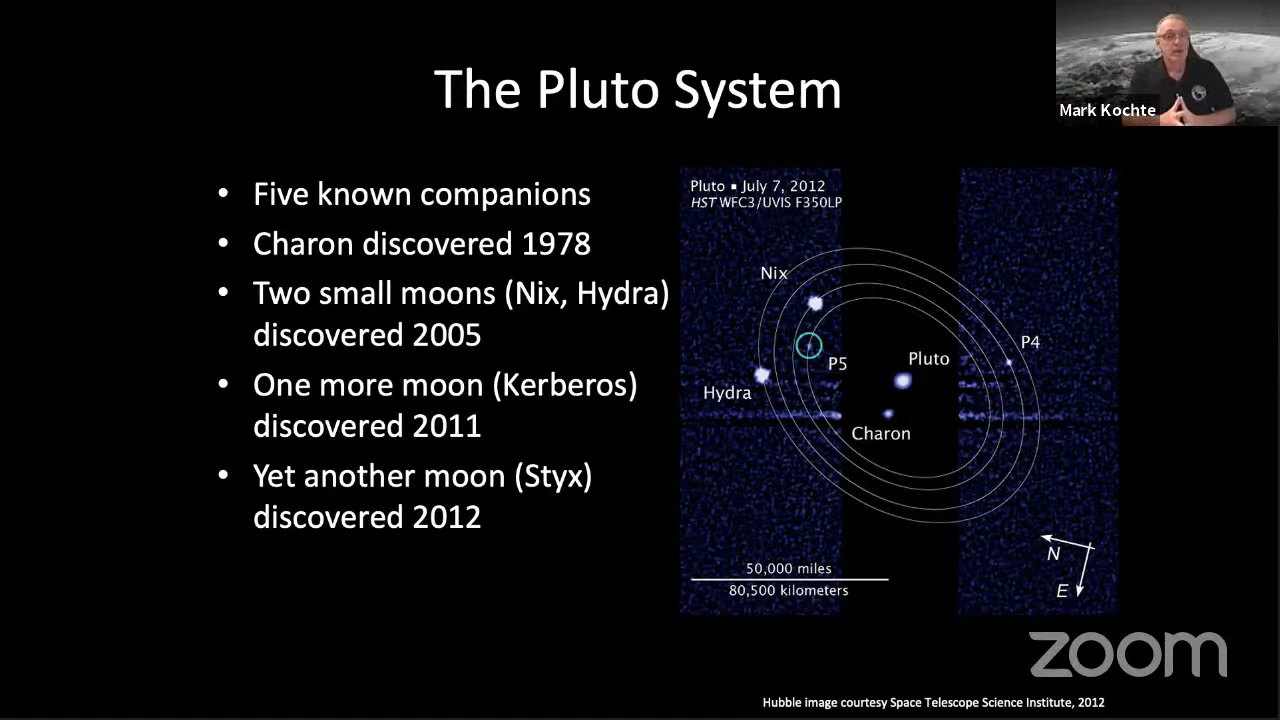 The Pluto System
Mark Kochte
• Five known companions
• Charon discovered 1978
• Two small moons (Nix, Hydra)
discovered 2005
• One more moon (Kerberos)
discovered 2011
• Yet another moon (Styx)
discovered 2012
Pluto ▪ July 7, 2012
HST WFC3/UVIS F350LP
Nix
P4
Pluto
P5
Hydra
Charon
N
E
50,000 miles
80,500 kilometers
zoom
Hubble image courtesy Space Telescope Science Institute, 2012